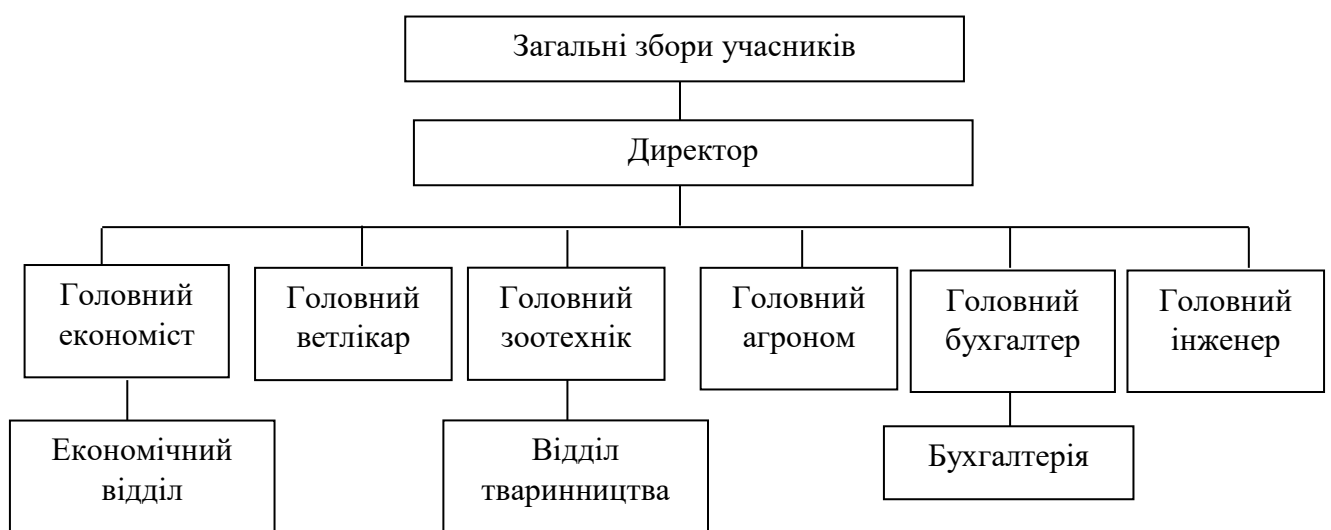 Загальні збори учасників
Директор
Головний
економіст
Головний
ветлікар
Головний
зоотехнік
Головний
агроном
Головний
бухгалтер
Головний
інженер
Економічний
відділ
Відділ
тваринництва
Бухгалтерія